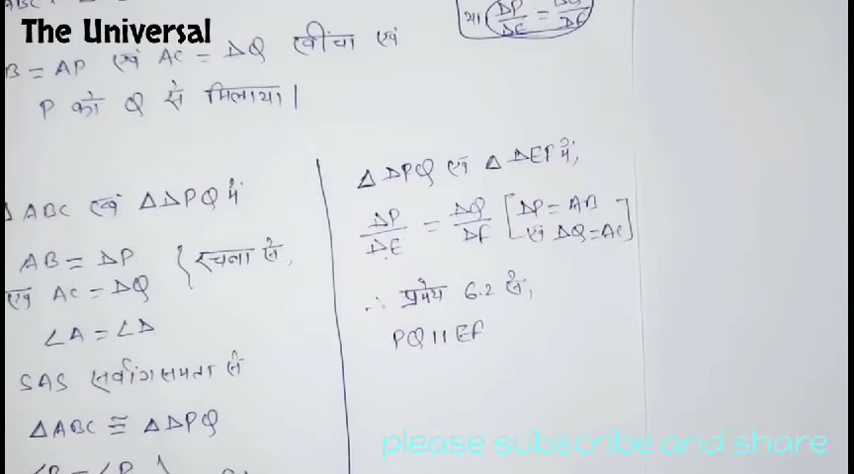 The Universal
या DP/DE = DQ/DF
B = AP एवं AC = DQ खींचा एवं
P को Q से मिलाया।
ABC एवं ΔDPQ में
AB = DP } रचना से,
एवं AC = DQ
∠A = ∠D
SAS सर्वांगसमता से
ΔABC ≅ ΔDPQ
ΔDPQ एवं ΔDEF में,
DP/DE = DQ/DF [DP = AB
एवं DQ = AC]
∴ प्रमेय 6.2 से,
PQ || EF
please subscribe and share